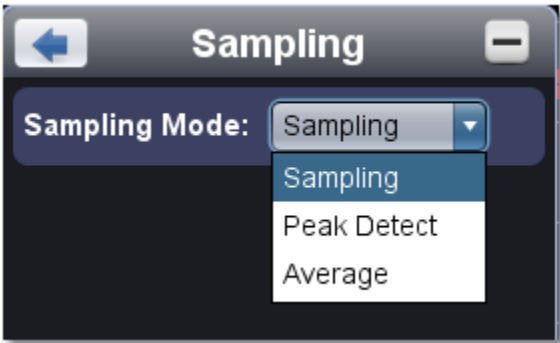 Sampling
Sampling Mode: Sampling
Sampling
Peak Detect
Average